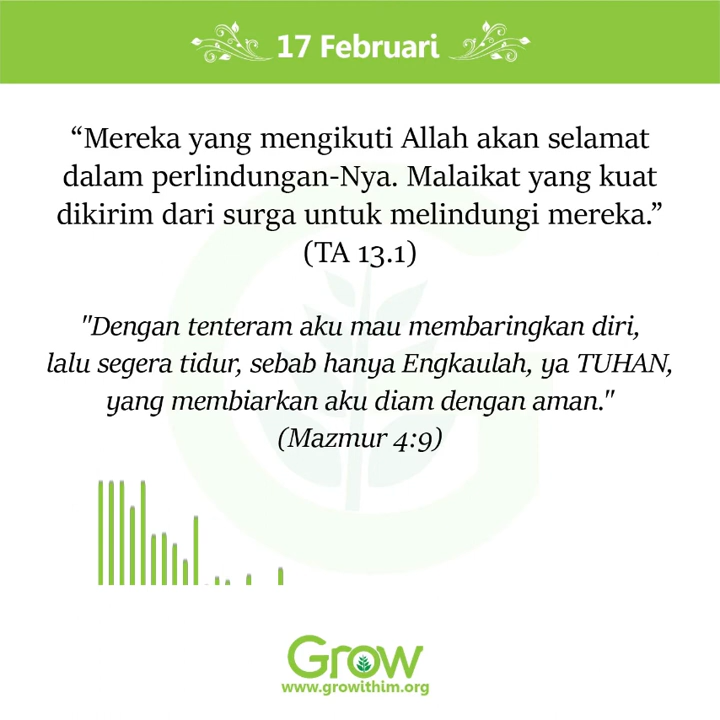 17 Februari
“Mereka yang mengikuti Allah akan selamat
dalam perlindungan-Nya. Malaikat yang kuat
dikirim dari surga untuk melindungi mereka.”
(TA 13.1)
"Dengan tenteram aku mau membaringkan diri,
lalu segera tidur, sebab hanya Engkaulah, ya TUHAN,
yang membiarkan aku diam dengan aman."
(Mazmur 4:9)
Grow
www.growithim.org